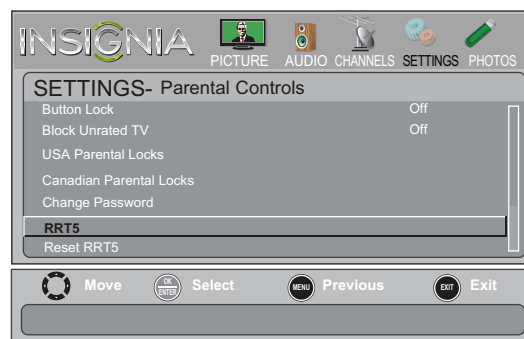 INSIGNIA
PICTURE AUDIO CHANNELS SETTINGS PHOTOS
SETTINGS- Parental Controls
Button Lock Off
Block Unrated TV Off
USA Parental Locks
Canadian Parental Locks
Change Password
RRT5
Reset RRT5
Move OK ENTER Select MENU Previous EXIT Exit